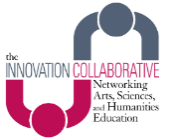 the
INNOVATION COLLABORATIVE
Networking
Arts, Sciences,
and Humanities
Education